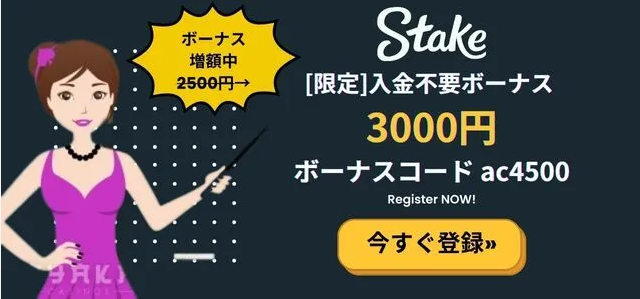 ボーナス
増額中
2500円→
Stake
[限定]入金不要ボーナス
3000円
ボーナスコード ac4500
Register NOW!
今すぐ登録»